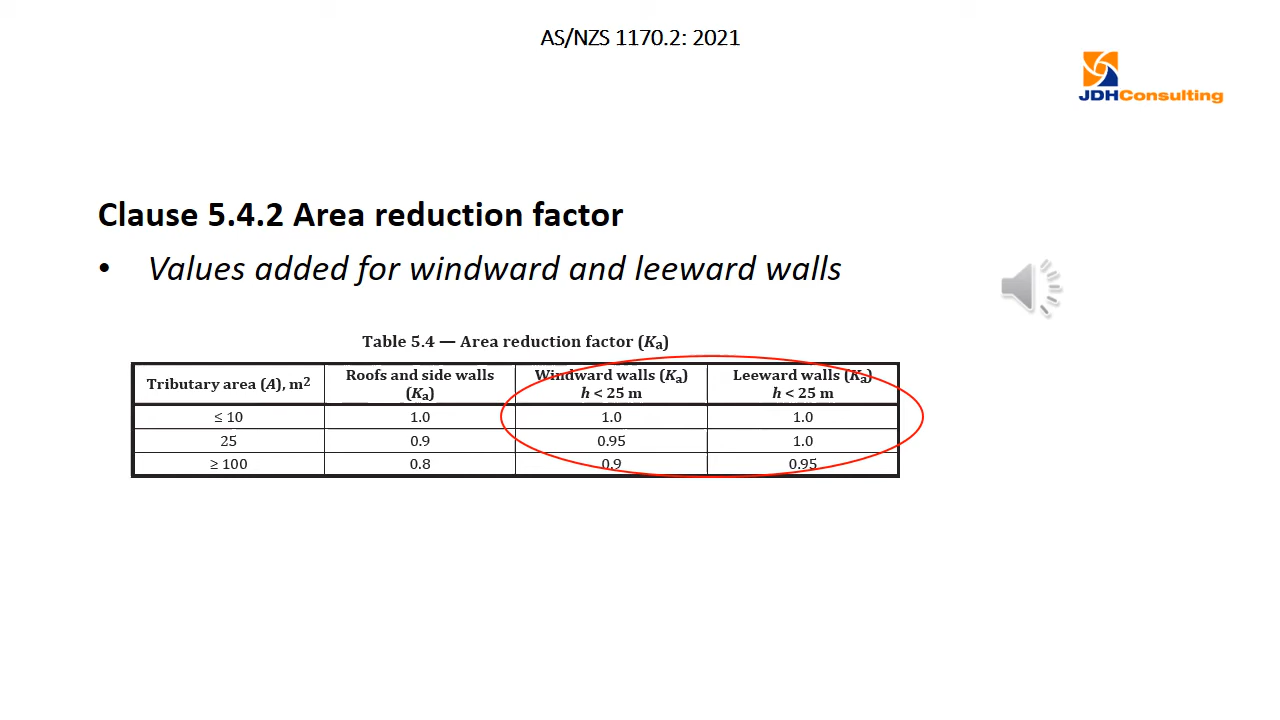 AS/NZS 1170.2: 2021
JDHConsulting
Clause 5.4.2 Area reduction factor
• Values added for windward and leeward walls
Table 5.4 — Area reduction factor (Ka)
Tributary area (A), m2 Roofs and side walls (Ka) Windward walls (Ka) h < 25 m Leeward walls (Ka) h < 25 m
≤ 10 1.0 1.0 1.0
25 0.9 0.95 1.0
≥ 100 0.8 0.9 0.95